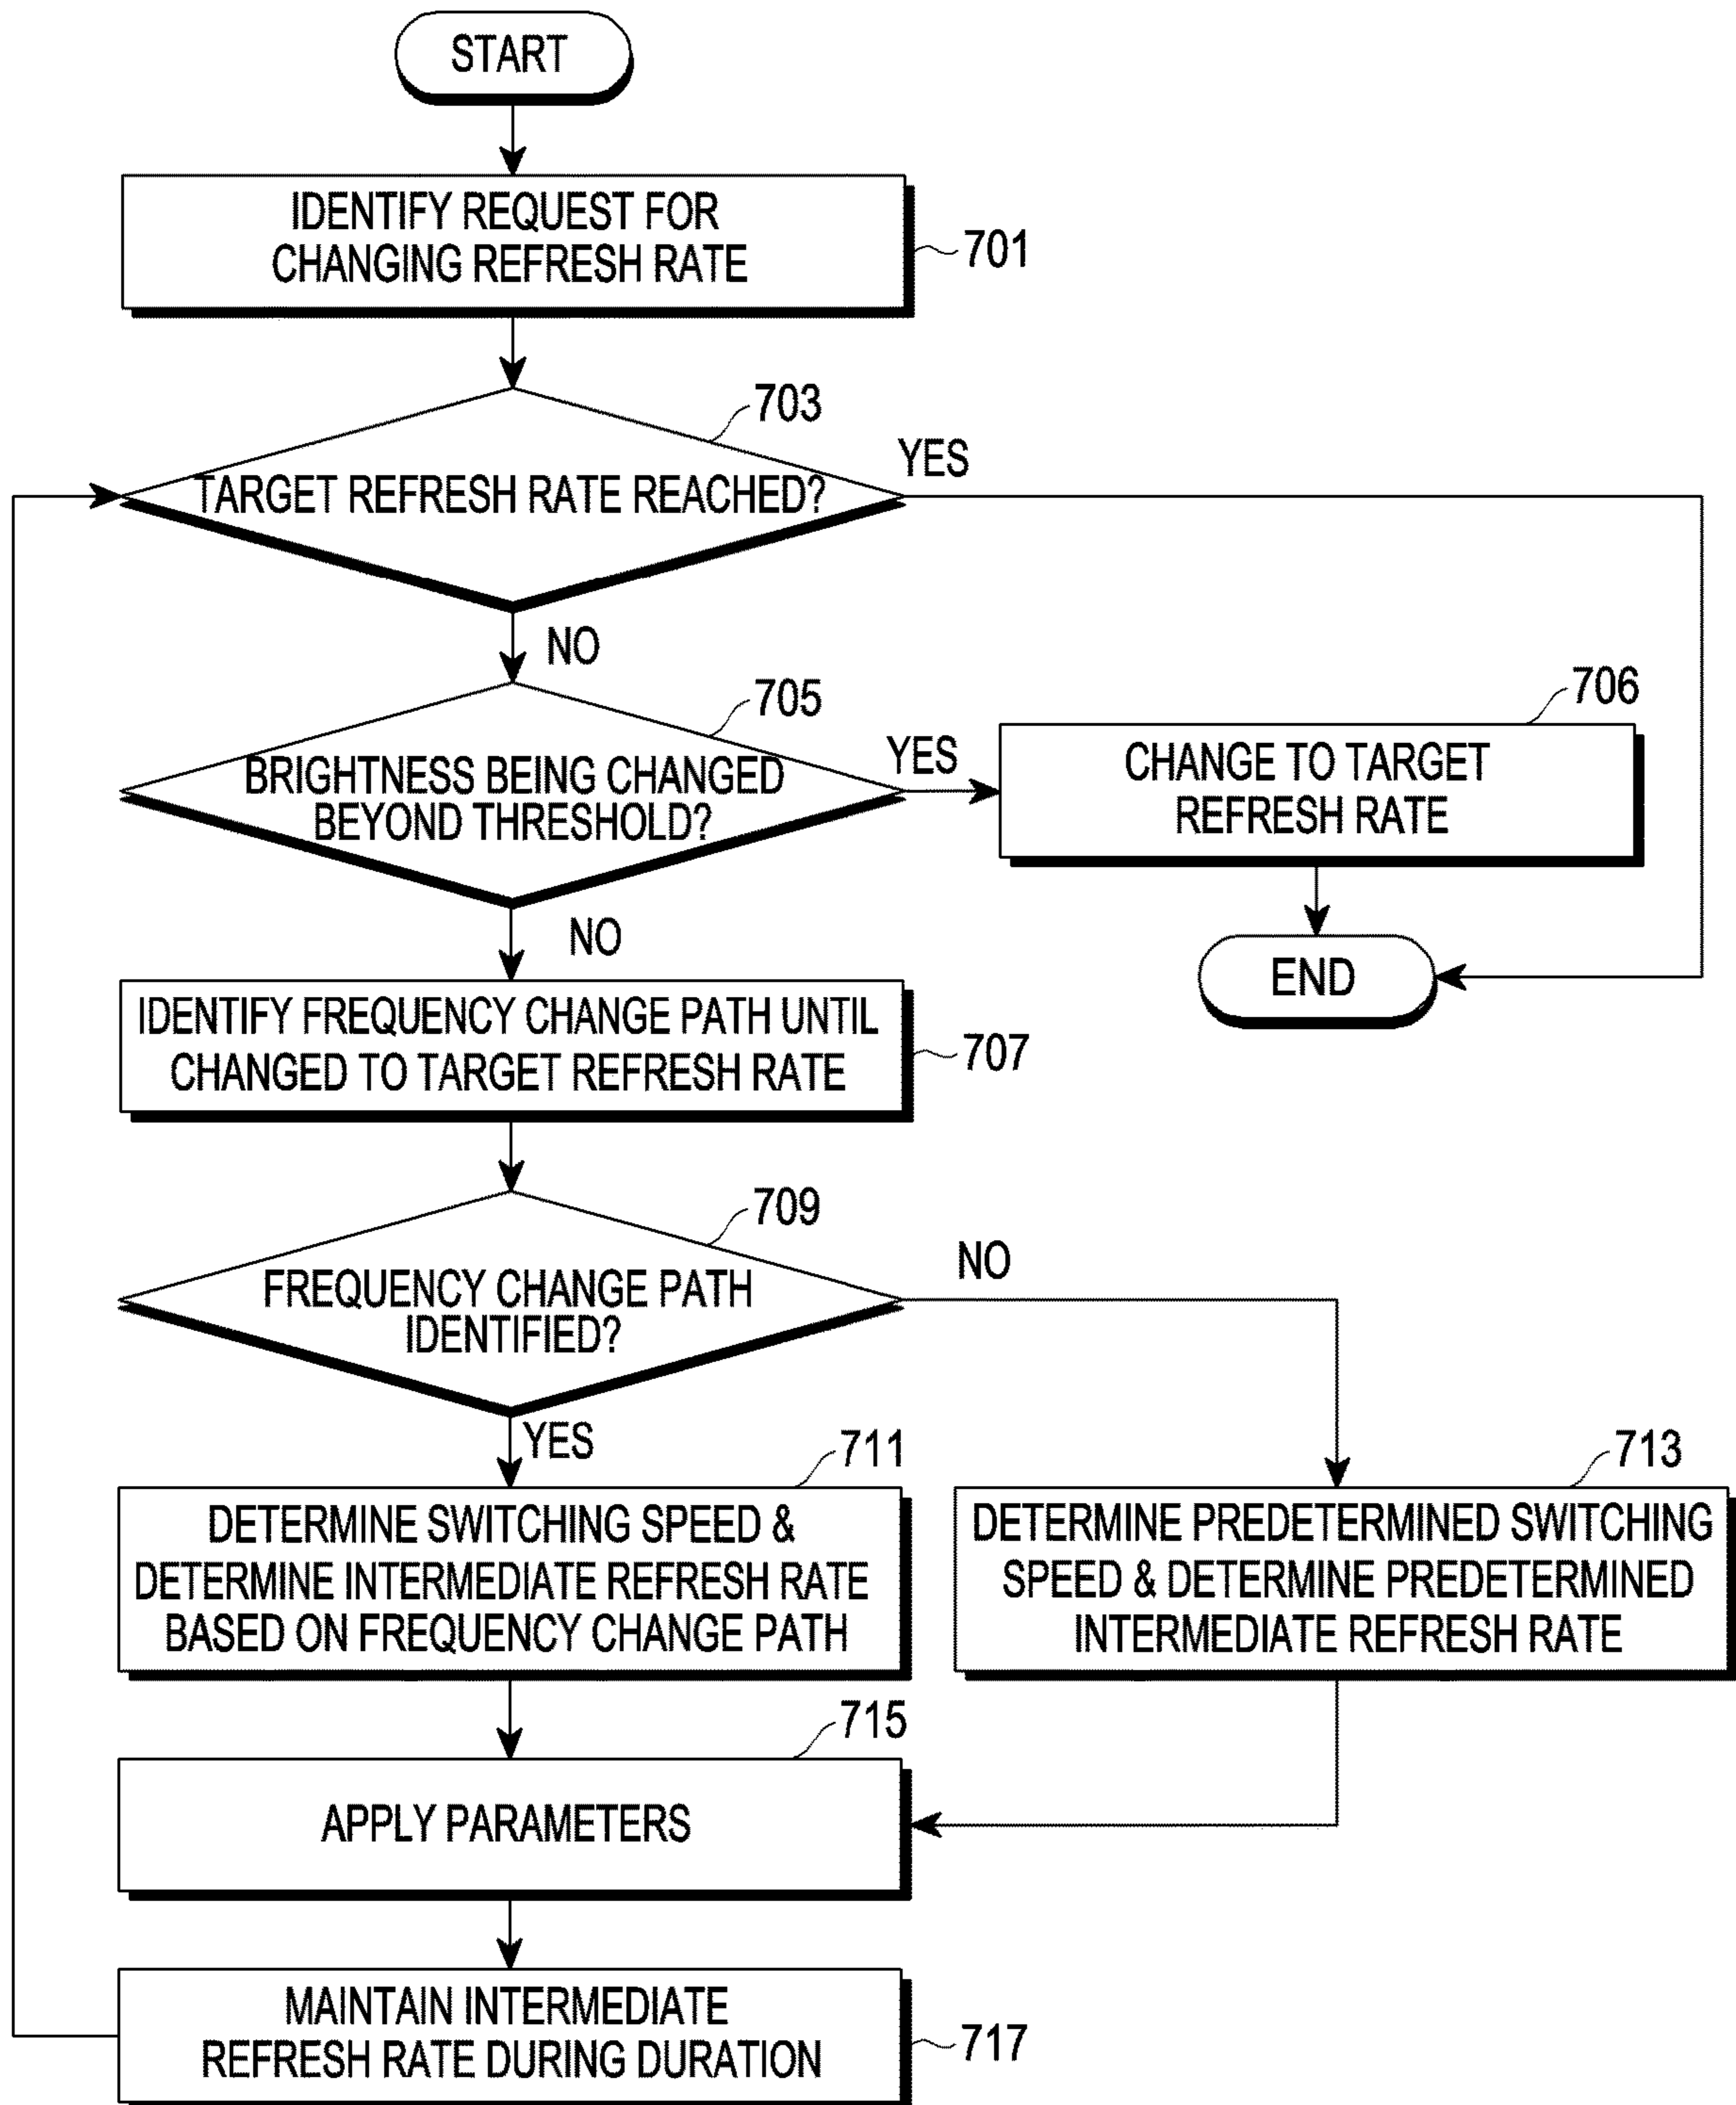 START
IDENTIFY REQUEST FOR
CHANGING REFRESH RATE
701
703
TARGET REFRESH RATE REACHED?
YES
NO
705
BRIGHTNESS BEING CHANGED
BEYOND THRESHOLD?
YES
706
CHANGE TO TARGET
REFRESH RATE
END
NO
IDENTIFY FREQUENCY CHANGE PATH UNTIL
CHANGED TO TARGET REFRESH RATE
707
709
FREQUENCY CHANGE PATH
IDENTIFIED?
NO
YES
711
DETERMINE SWITCHING SPEED &
DETERMINE INTERMEDIATE REFRESH RATE
BASED ON FREQUENCY CHANGE PATH
713
DETERMINE PREDETERMINED SWITCHING
SPEED & DETERMINE PREDETERMINED
INTERMEDIATE REFRESH RATE
715
APPLY PARAMETERS
MAINTAIN INTERMEDIATE
REFRESH RATE DURING DURATION
717